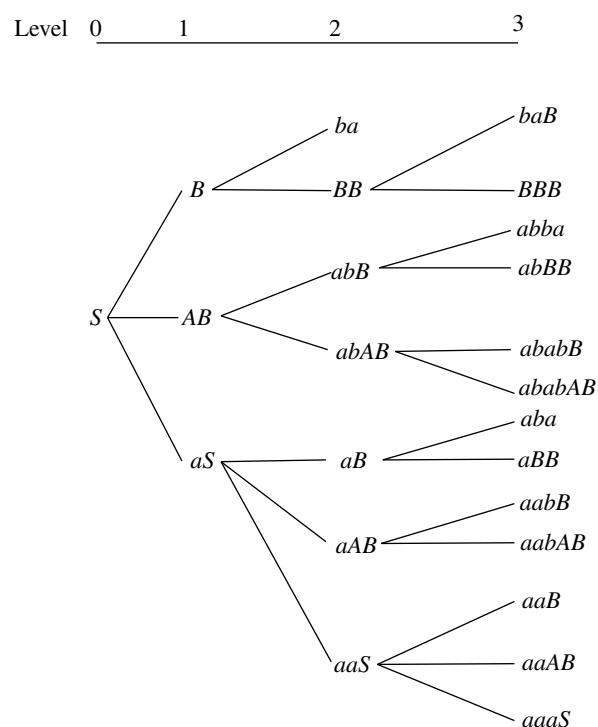 Level 0 1 2 3
baB
ba
B BB BBB
abba
abB abBB
S AB
abAB ababB
ababAB
aba
aS aB aBB
aabB
aAB aabAB
aaB
aaS aaAB
aaaS